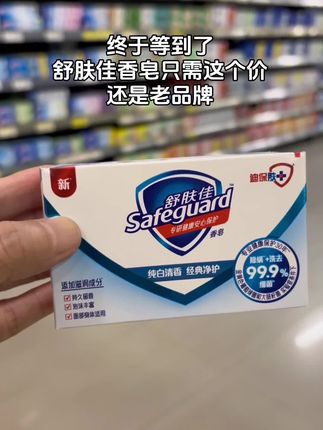 终于等到了
舒肤佳香皂只需这个价
还是老品牌
新
舒肤佳
Safeguard
专研健康安心保护
香皂
迪保肤
纯白清香 经典净护
添加滋润成分
持久留香
泡沫丰富
面部身体适用
除螨+洗去
99.9%
细菌